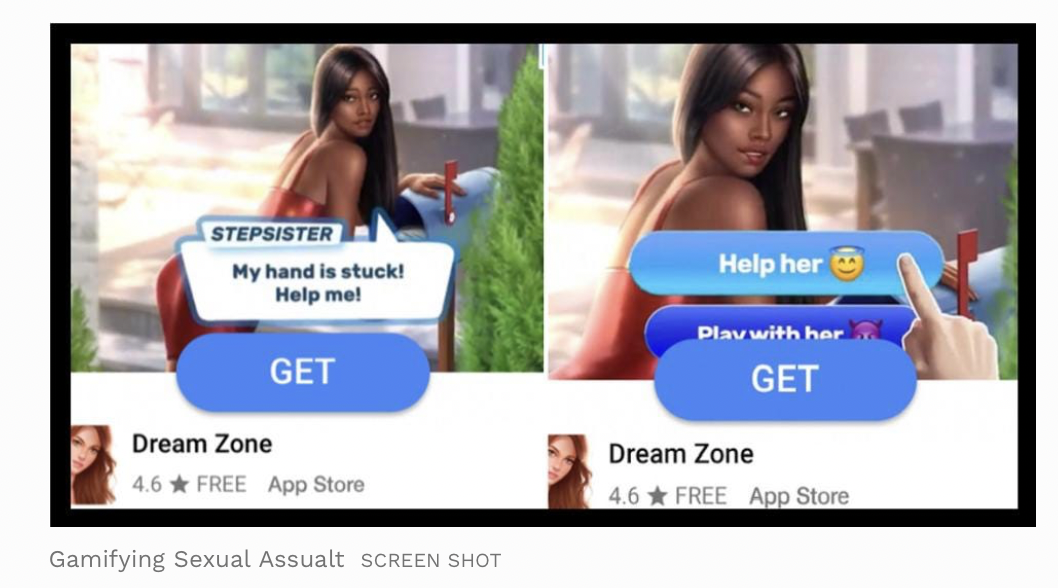 STEPSISTER
My hand is stuck!
Help me!
GET
Dream Zone
4.6 ★ FREE App Store
Help her 😇
Play with her 😈
GET
Dream Zone
4.6 ★ FREE App Store
Gamifying Sexual Assualt SCREEN SHOT